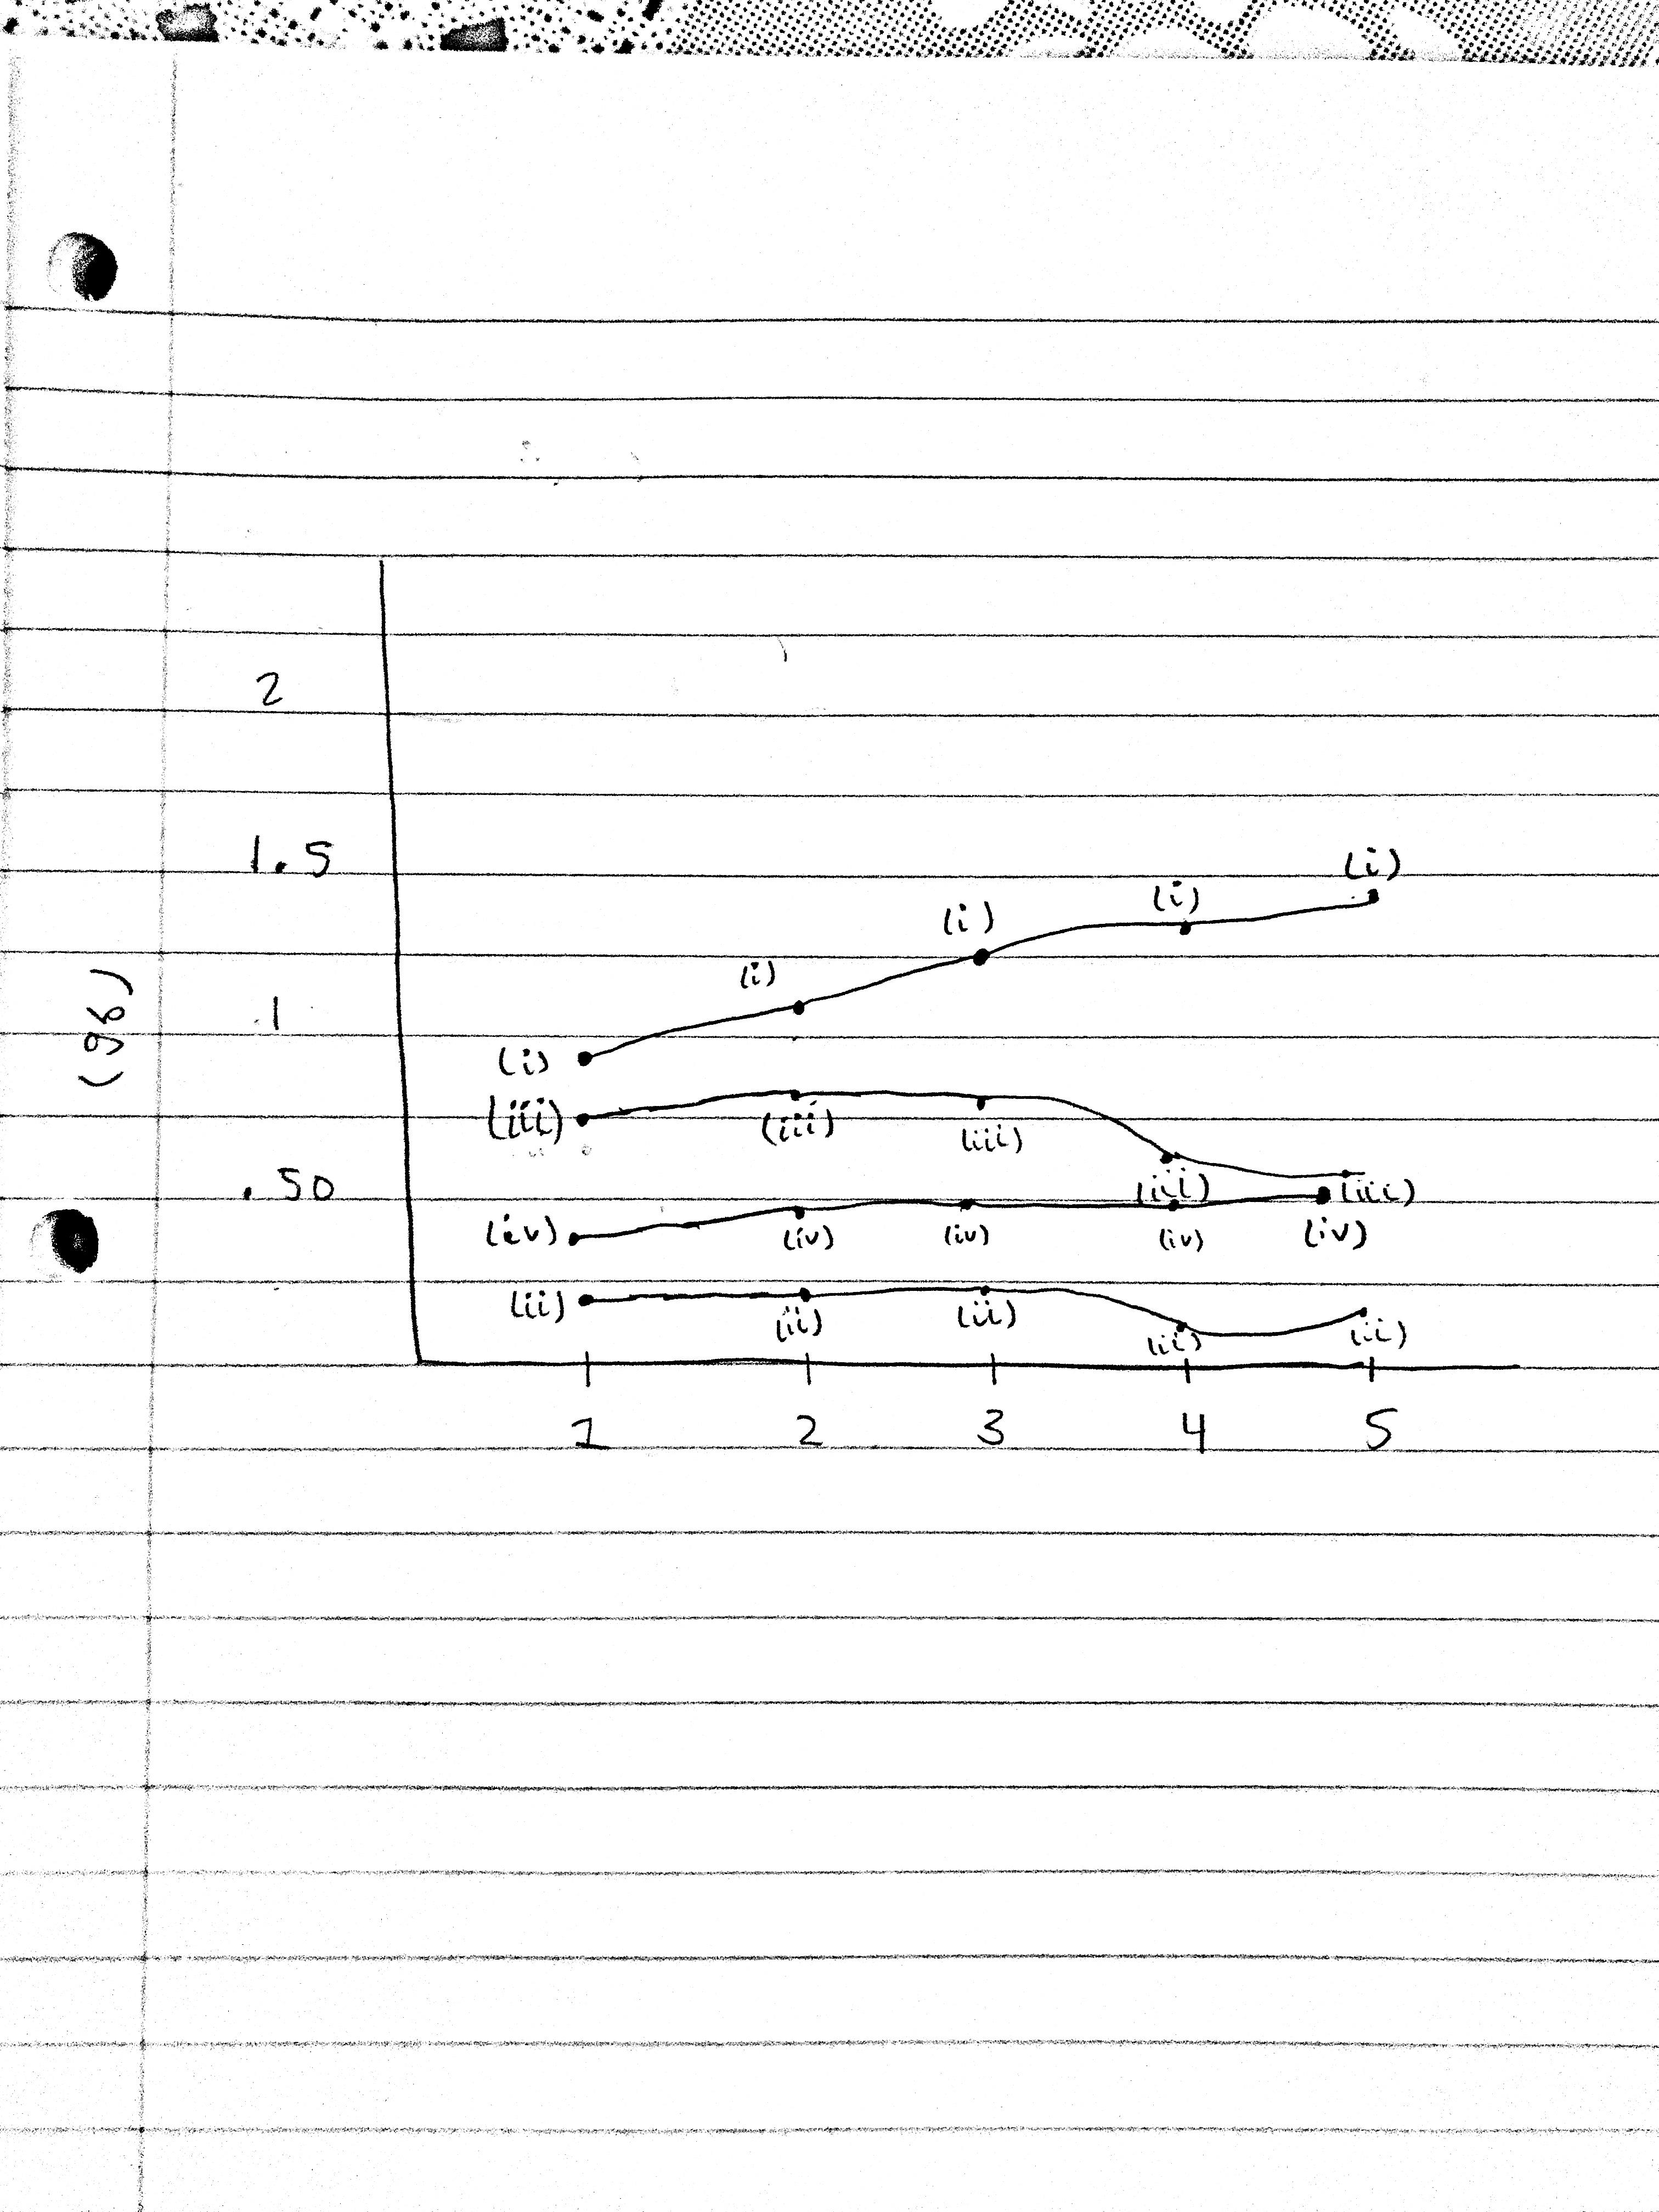 (9b)
2
1.5
1
.50
(i) (i) (i) (i) (i)
(iii) (iii) (iii) (iii) (iii)
(iv) (iv) (iv) (iv) (iv)
(ii) (ii) (ii) (ii) (ii)
1 2 3 4 5